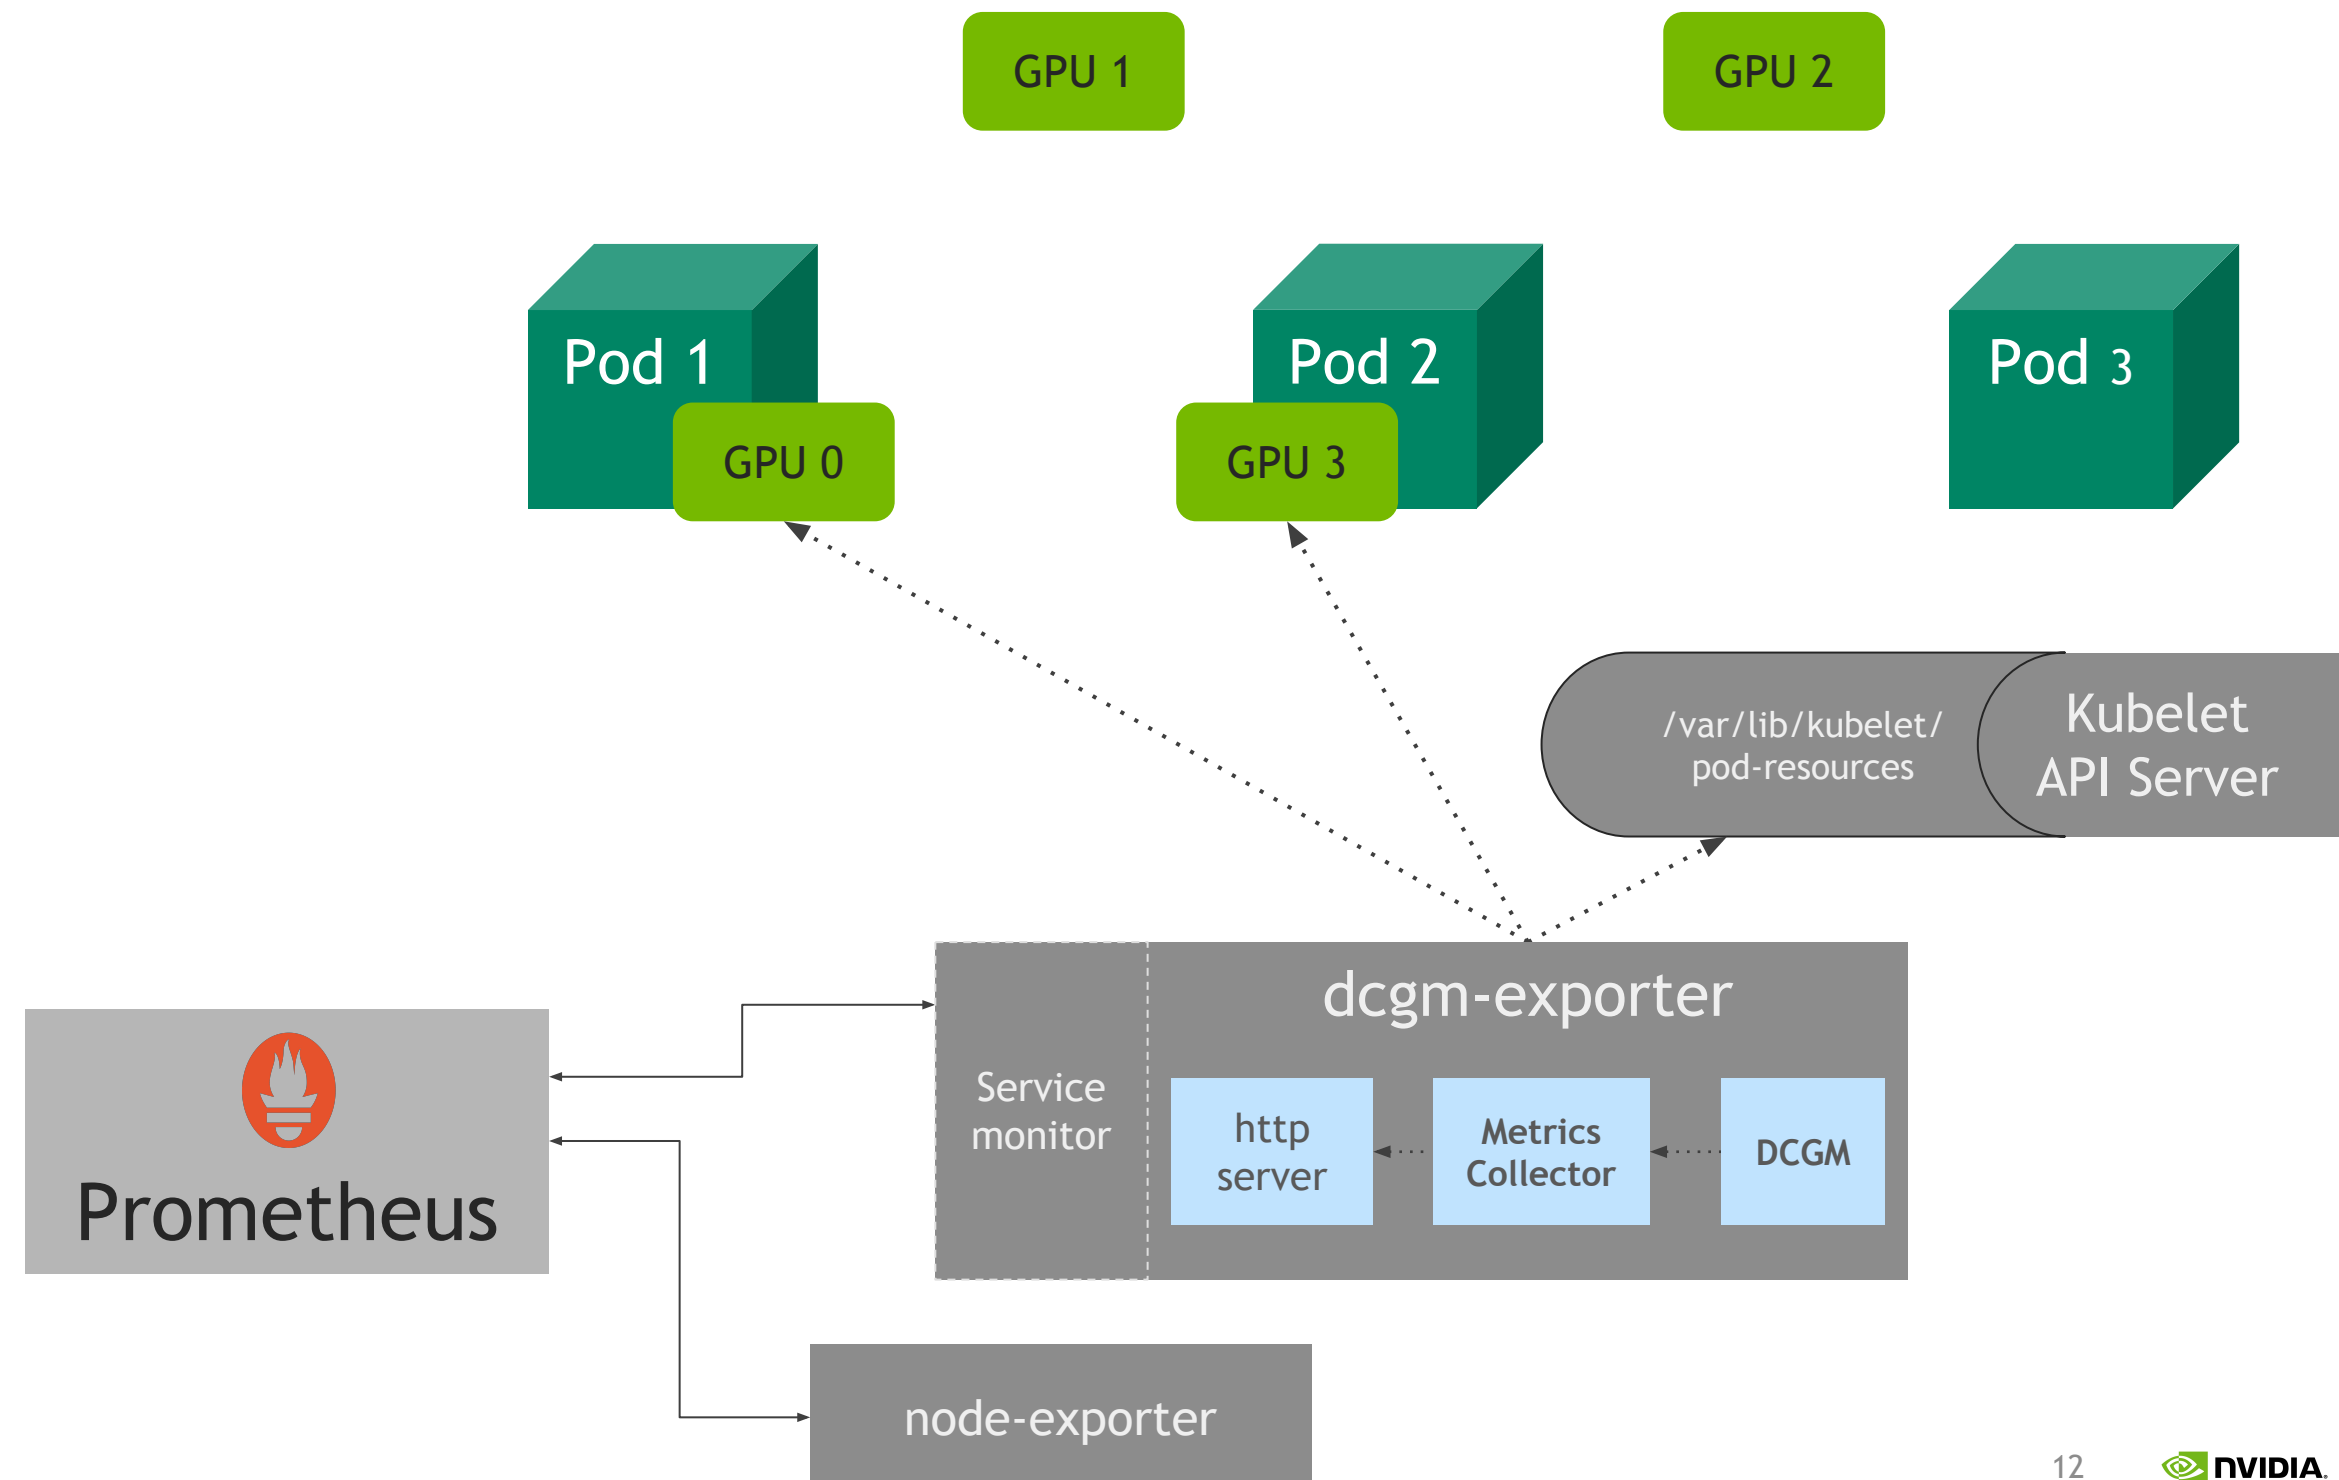 GPU 1
GPU 2
Pod 1
Pod 2
Pod 3
GPU 0
GPU 3
/var/lib/kubelet/
pod-resources
Kubelet
API Server
dcgm-exporter
Service
monitor
http
server
Metrics
Collector
DCGM
Prometheus
node-exporter
12
NVIDIA.